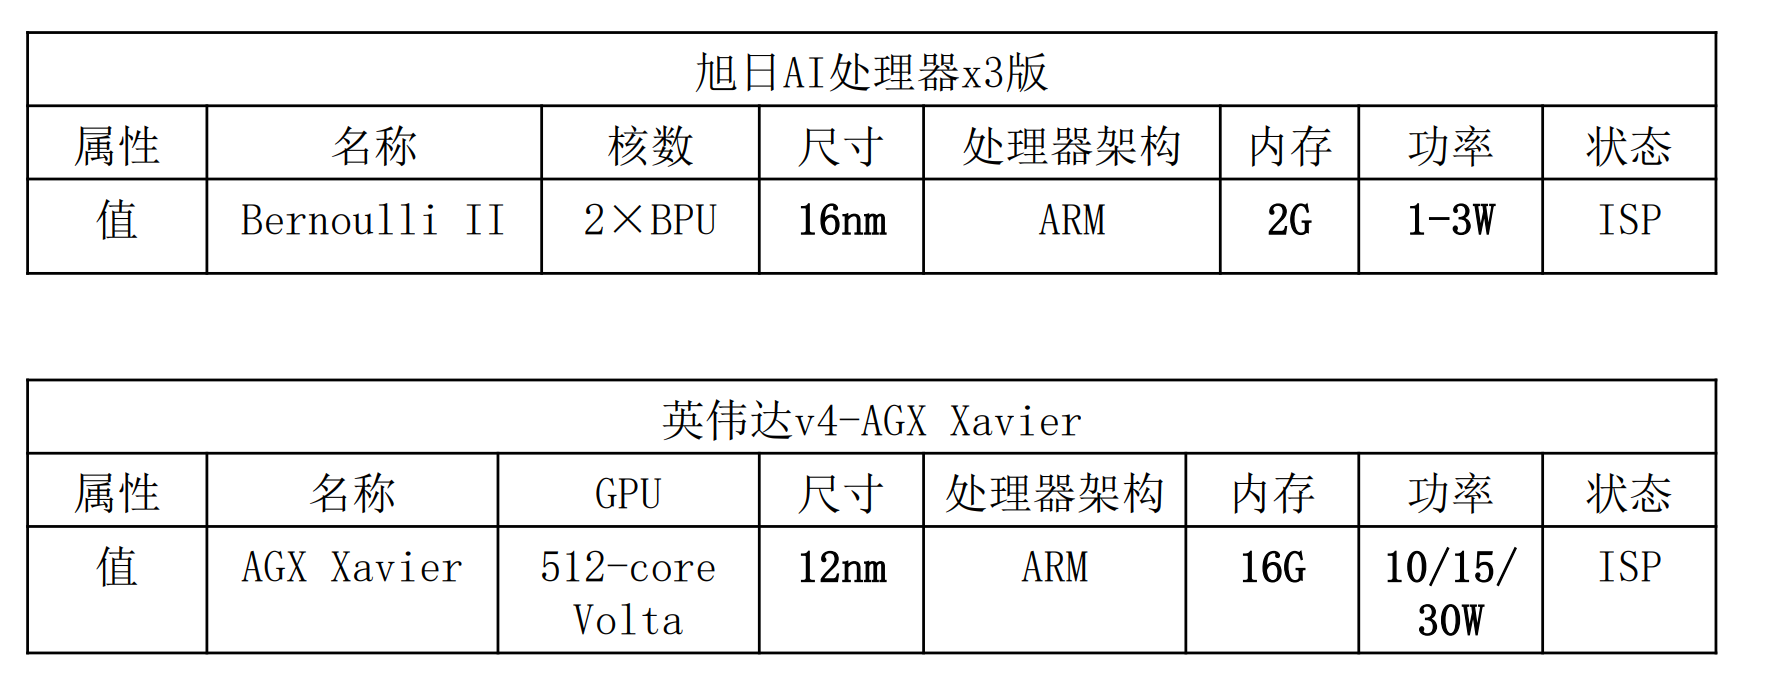 旭日AI处理器x3版
属性 名称 核数 尺寸 处理器架构 内存 功率 状态
值 Bernoulli II 2×BPU 16nm ARM 2G 1-3W ISP
英伟达v4-AGX Xavier
属性 名称 GPU 尺寸 处理器架构 内存 功率 状态
值 AGX Xavier 512-core 12nm ARM 16G 10/15/ ISP
Volta 30W